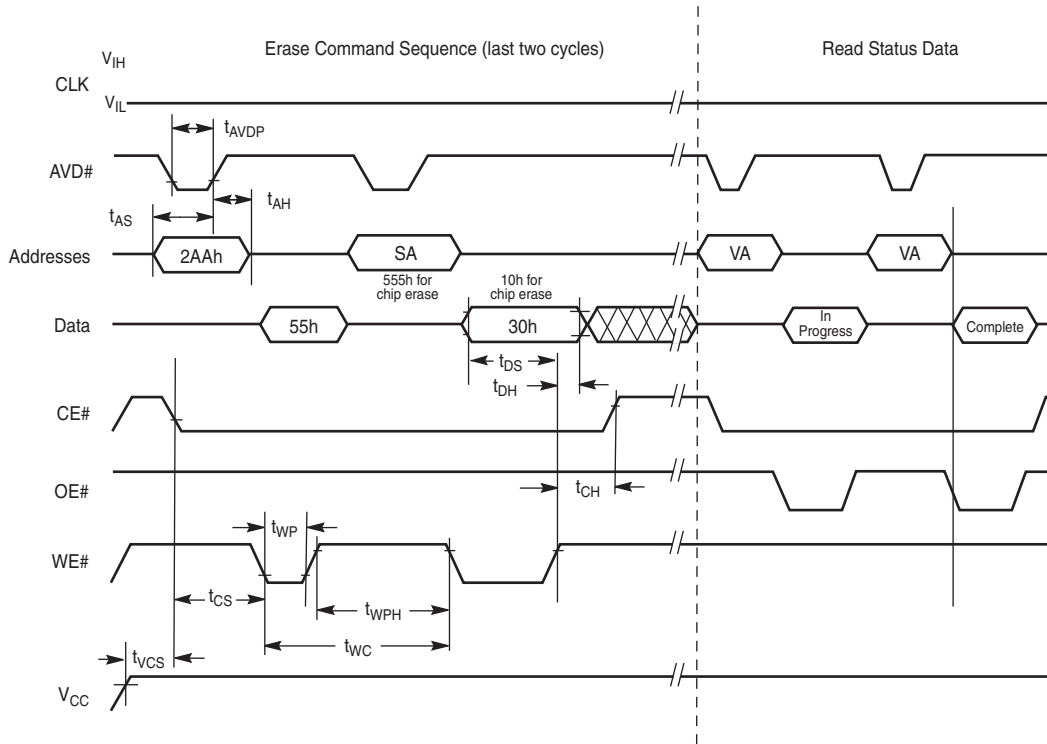 Erase Command Sequence (last two cycles)
Read Status Data
VIH
CLK
VIL
tAVDP
AVD#
tAH
tAS
Addresses
2AAh
SA
VA
VA
555h for
chip erase
10h for
chip erase
Data
55h
30h
In
Progress
Complete
tDS
tDH
CE#
tCH
OE#
tWP
WE#
tCS
tWPH
tWC
tVCS
VCC